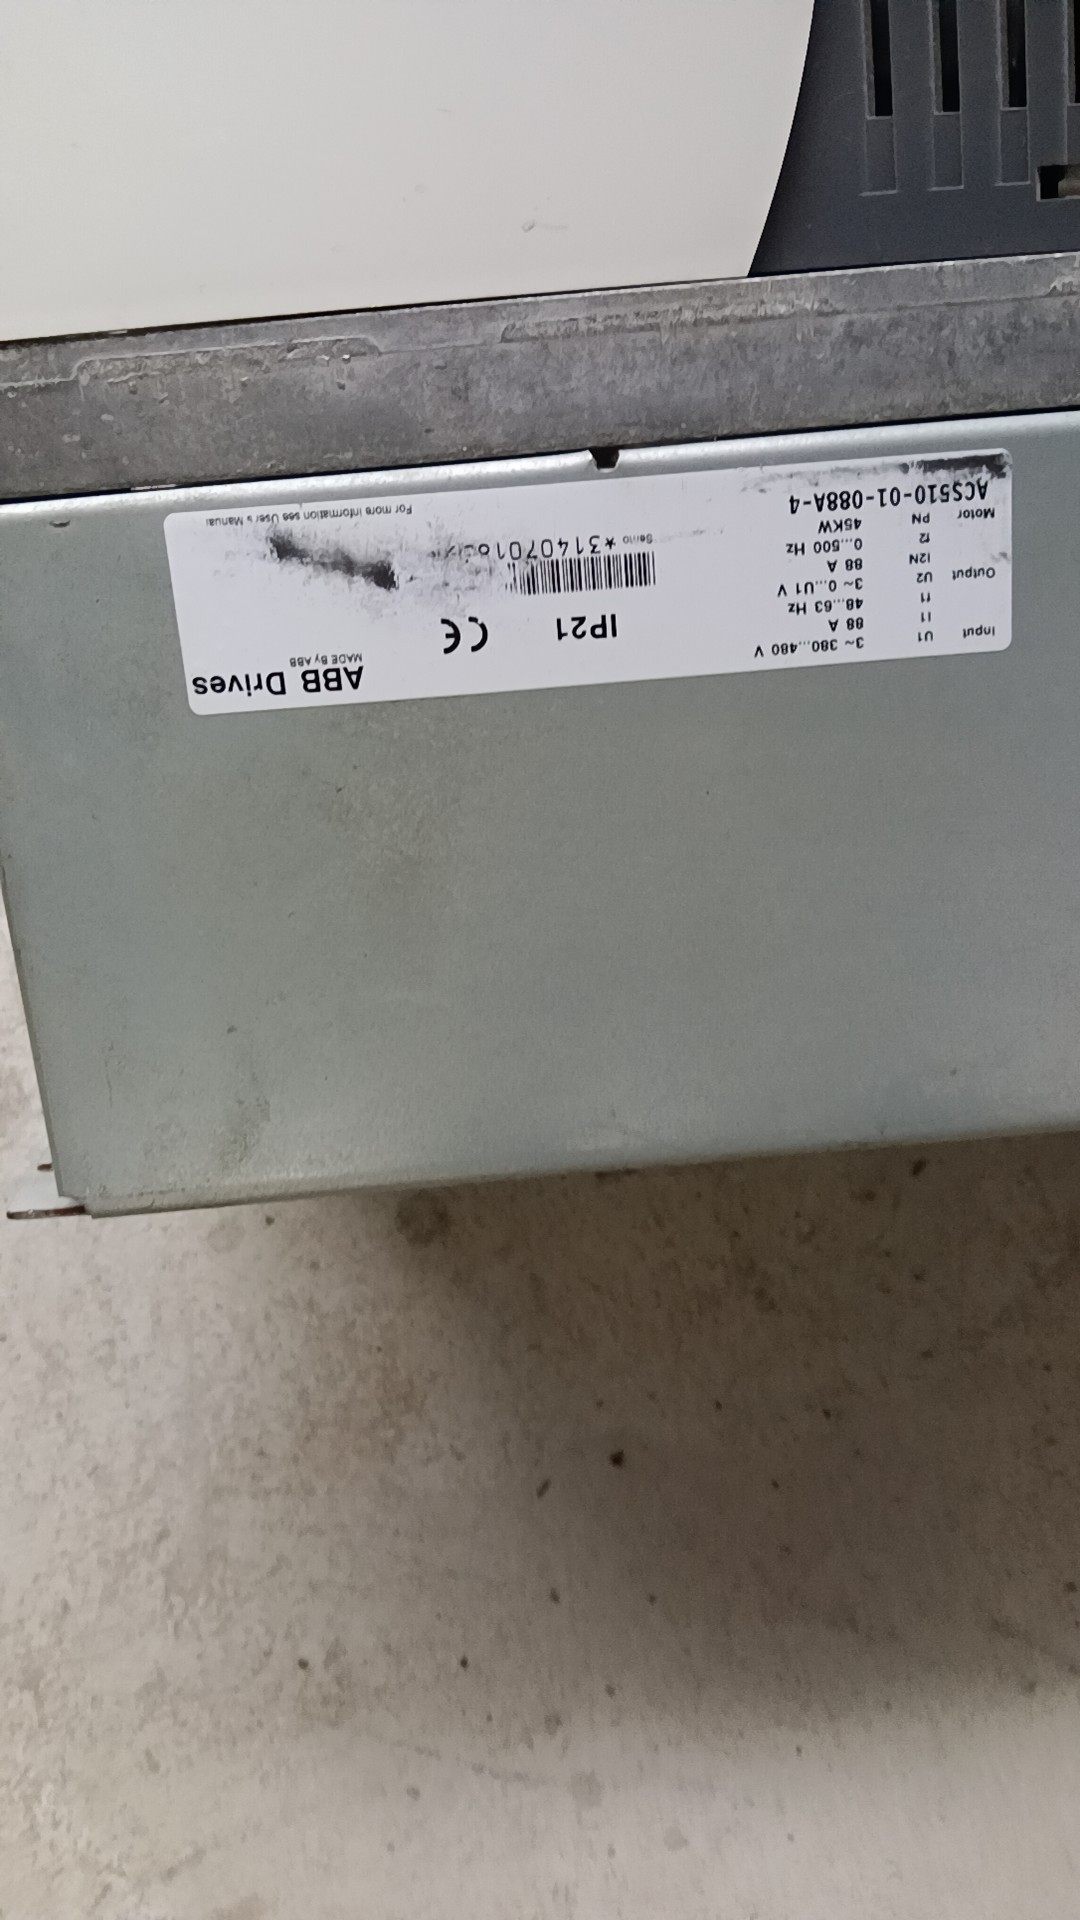 ABB Drives
MADE By ABB
IP21
CE
Input U1 3~ 380...480 V
I1 88 A
f1 48...63 Hz
Output U2 3~ 0...U1 V
I2N 88 A
f2 0...500 Hz
Motor PN 45KW
ACS510-01-088A-4
Serno *3140701
For more information see User's Manual